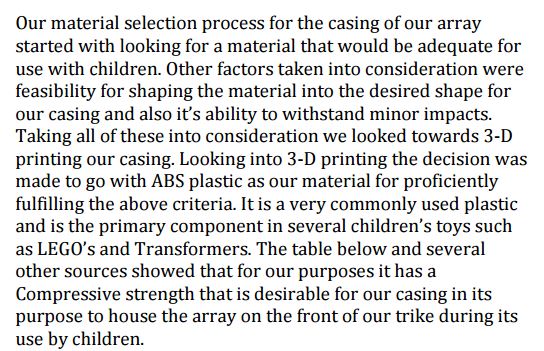 Our material selection process for the casing of our array
started with looking for a material that would be adequate for
use with children. Other factors taken into consideration were
feasibility for shaping the material into the desired shape for
our casing and also it's ability to withstand minor impacts.
Taking all of these into consideration we looked towards 3-D
printing our casing. Looking into 3-D printing the decision was
made to go with ABS plastic as our material for proficiently
fulfilling the above criteria. It is a very commonly used plastic
and is the primary component in several children's toys such
as LEGO's and Transformers. The table below and several
other sources showed that for our purposes it has a
Compressive strength that is desirable for our casing in its
purpose to house the array on the front of our trike during its
use by children.